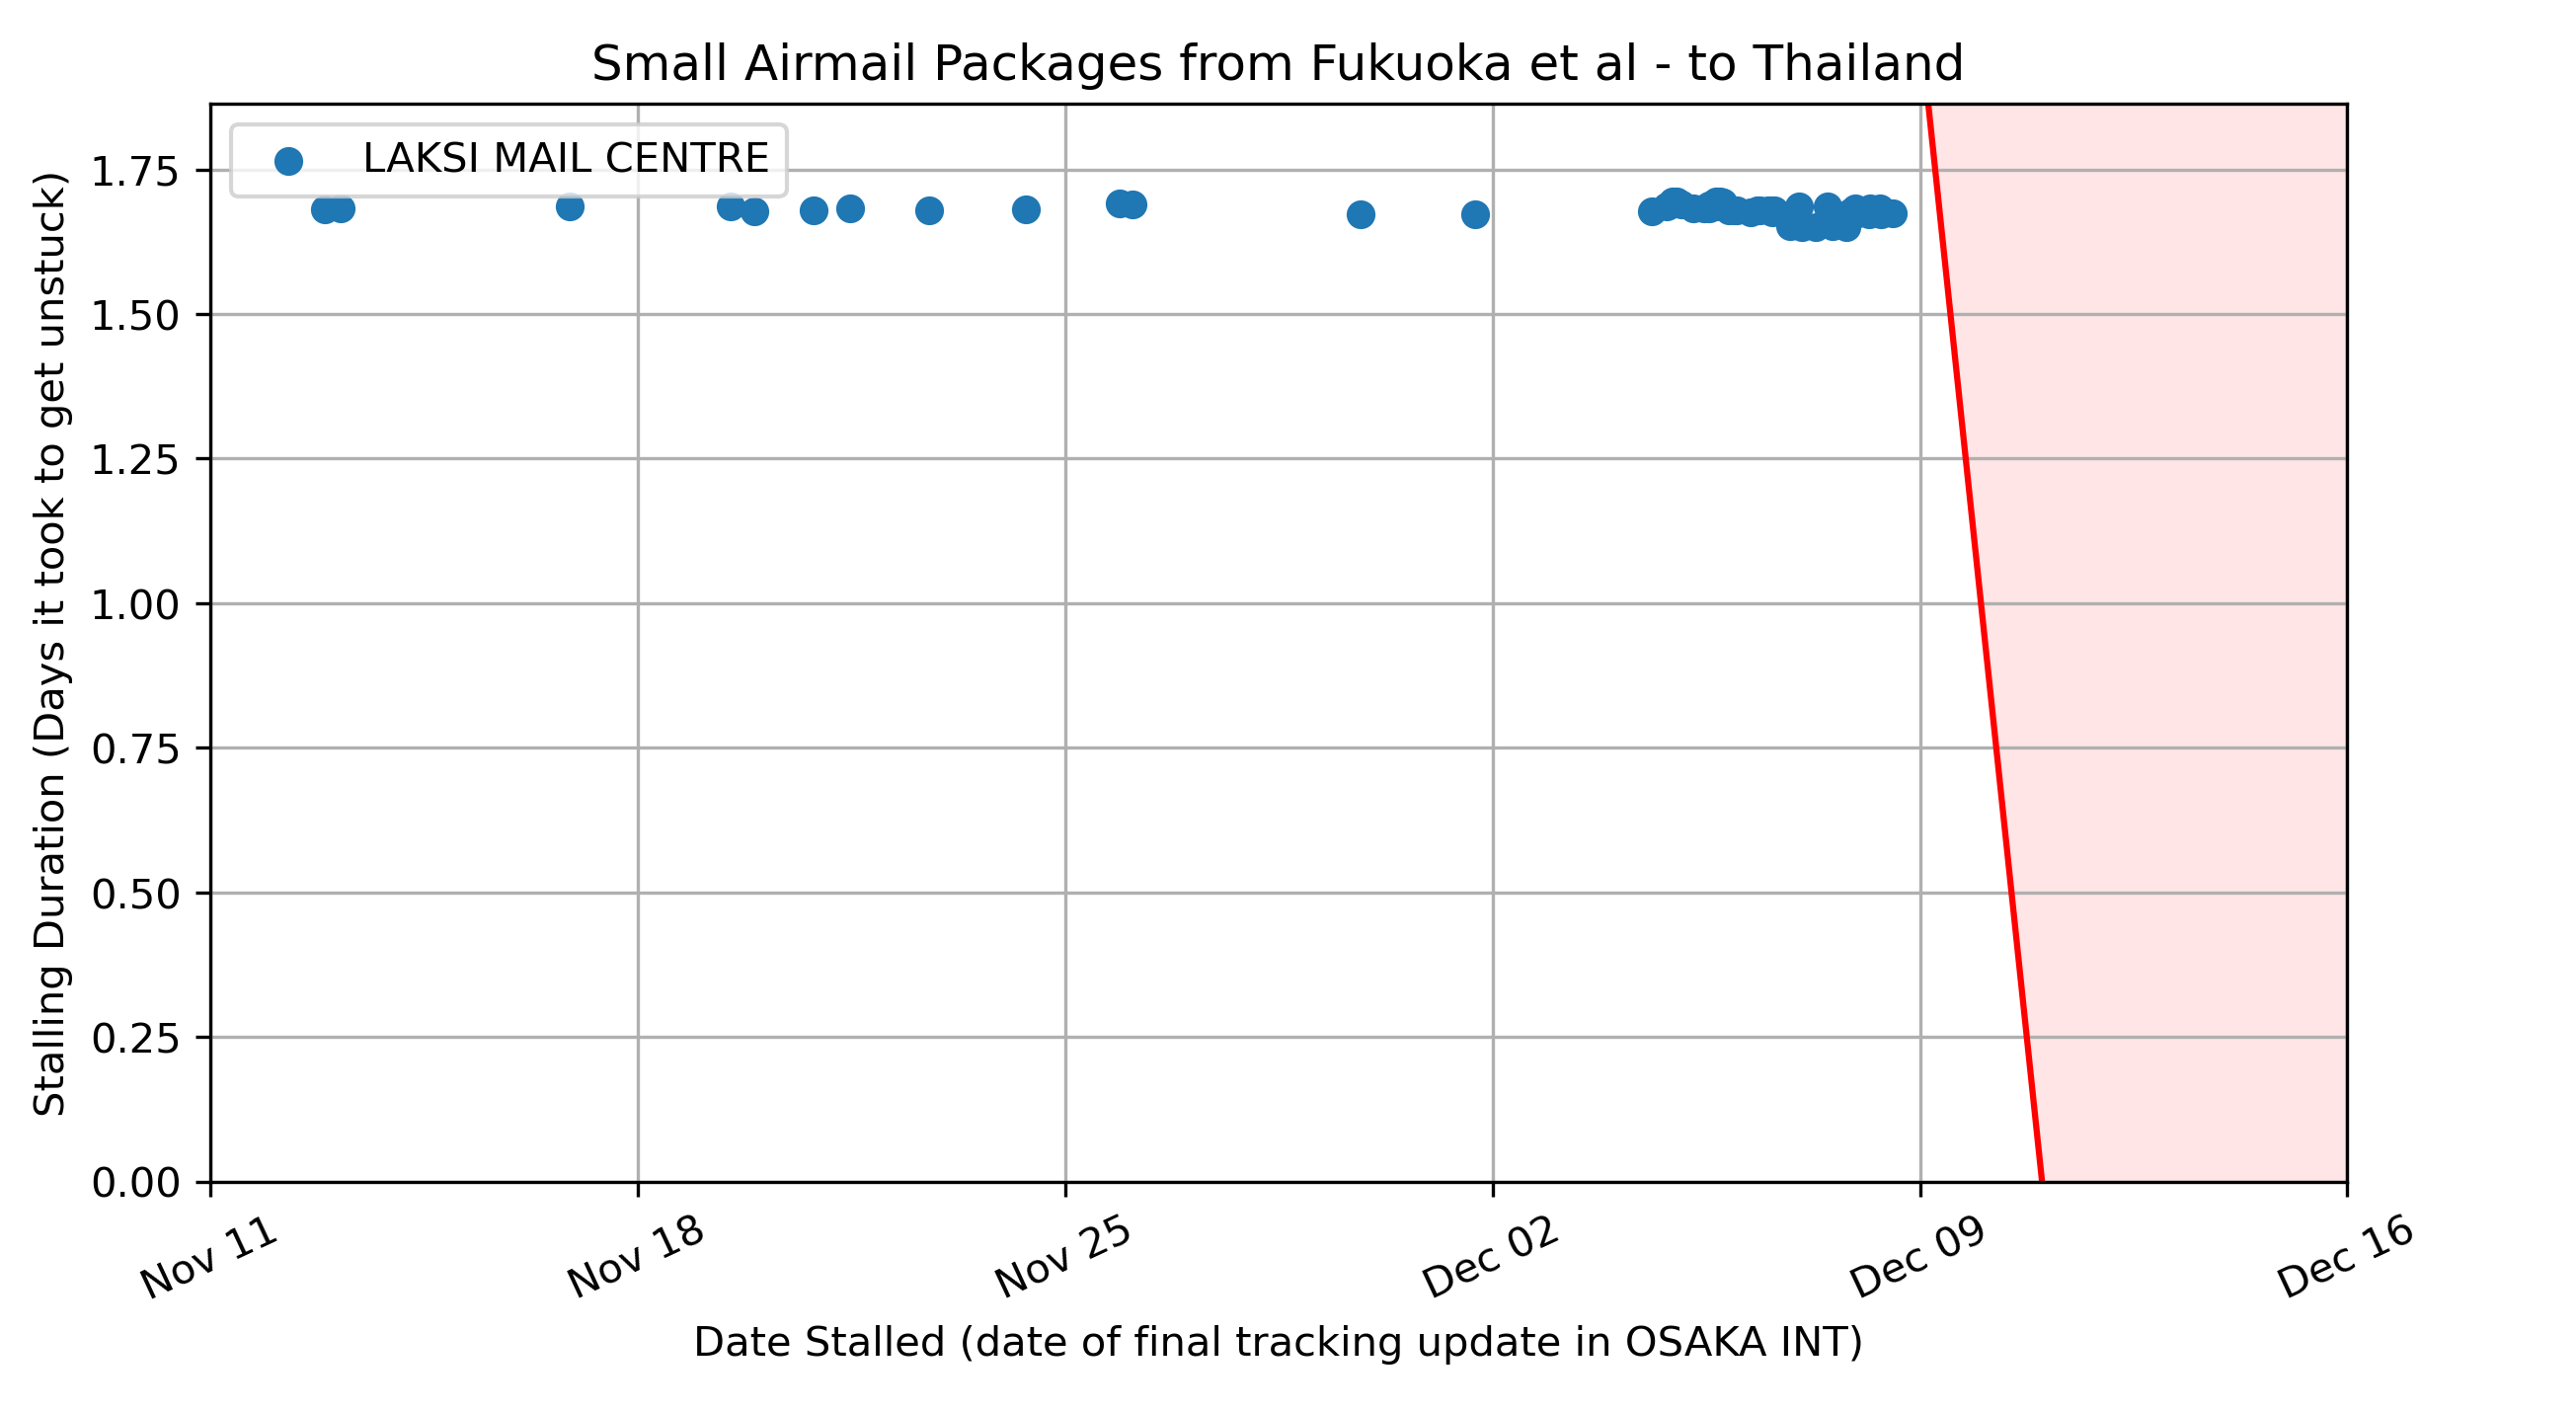 Small Airmail Packages from Fukuoka et al - to Thailand
LAKSI MAIL CENTRE
Stalling Duration (Days it took to get unstuck)
1.75
1.50
1.25
1.00
0.75
0.50
0.25
0.00
Nov 11
Nov 18
Nov 25
Dec 02
Dec 09
Dec 16
Date Stalled (date of final tracking update in OSAKA INT)